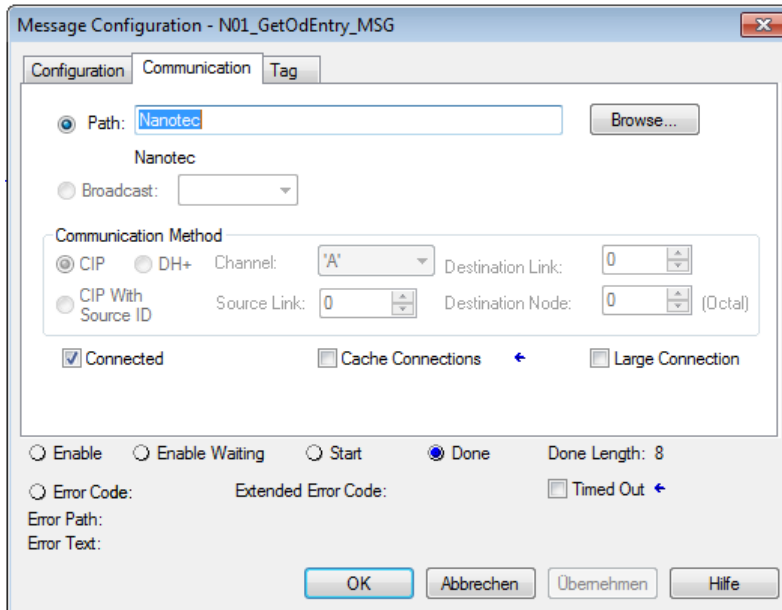 Message Configuration - N01_GetOdEntry_MSG
Configuration Communication Tag
Path: Nanotec Browse...
Nanotec
Broadcast:
Communication Method
CIP DH+ Channel: 'A' Destination Link: 0
CIP With Source ID Source Link: 0 Destination Node: 0 (Octal)
Connected Cache Connections Large Connection
Enable Enable Waiting Start Done Done Length: 8
Error Code: Extended Error Code: Timed Out
Error Path:
Error Text:
OK Abbrechen Übernehmen Hilfe